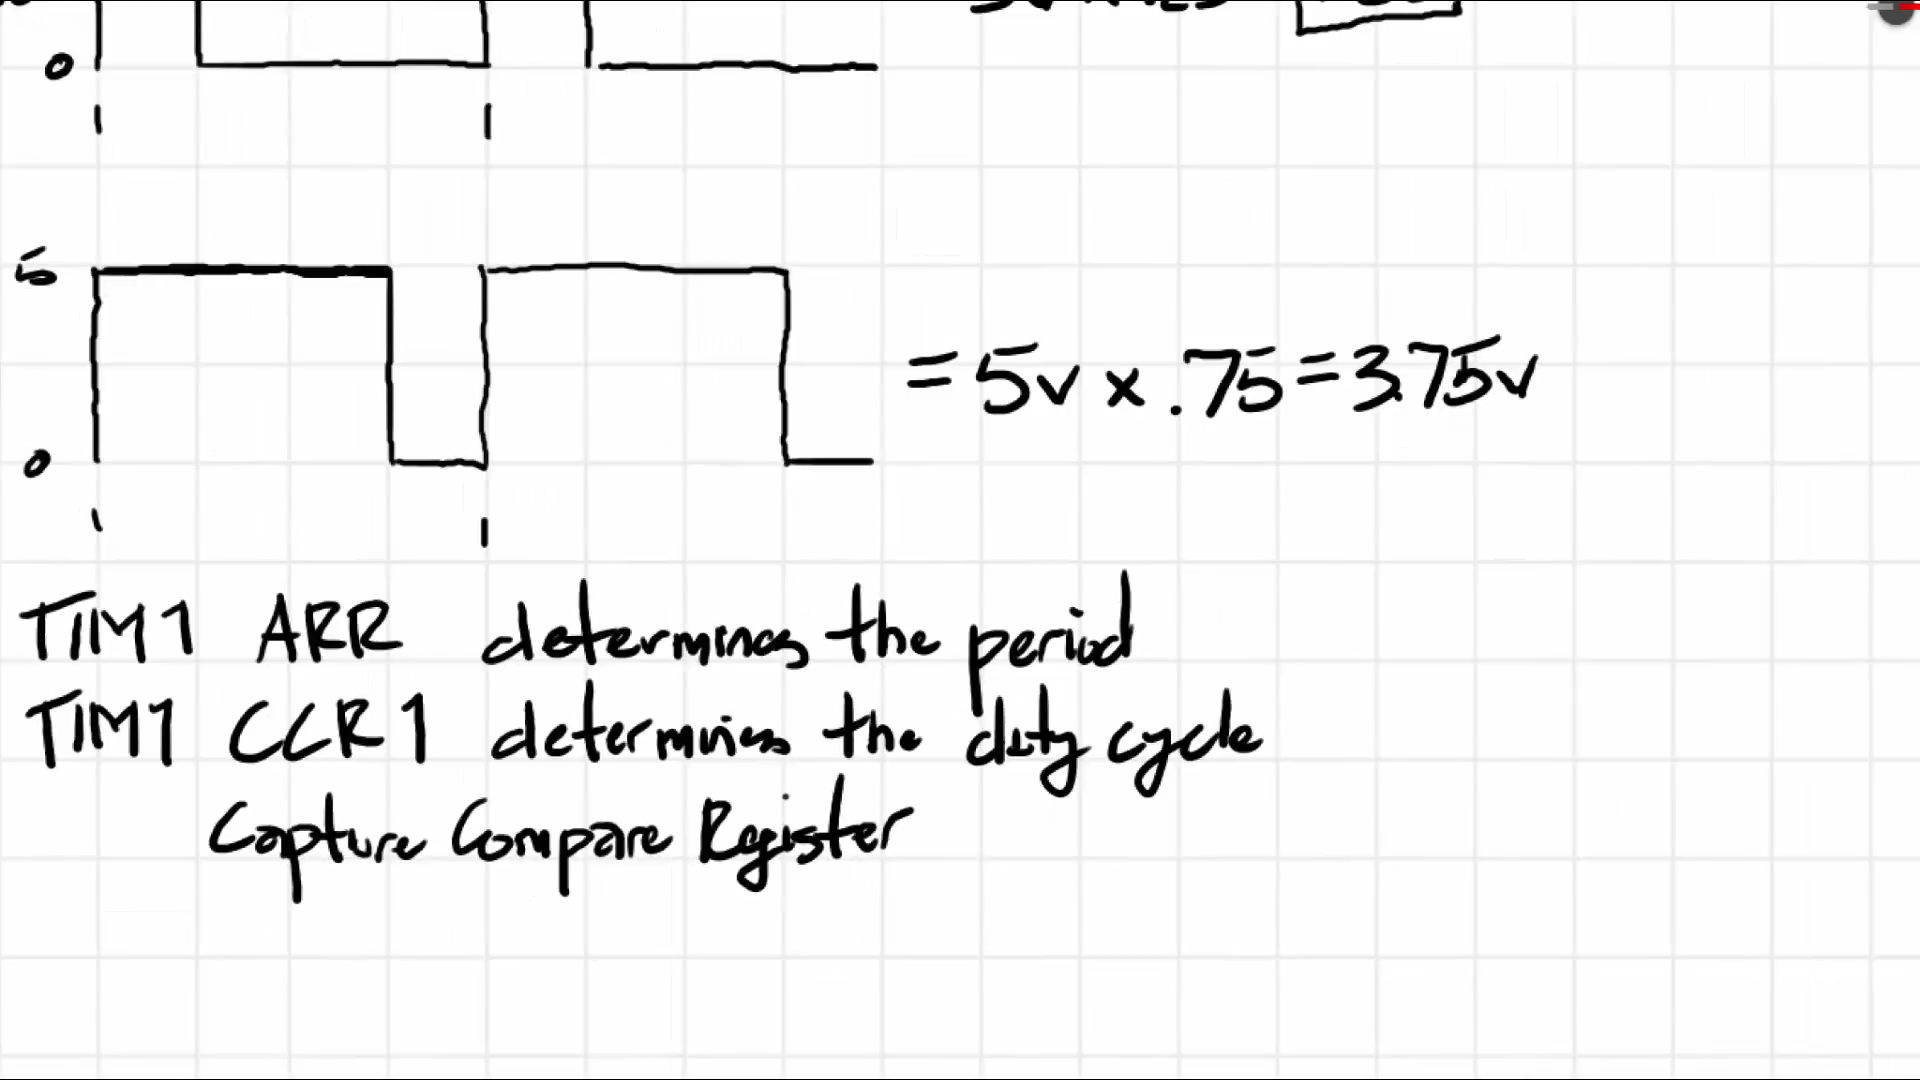 0
5
0
= 5v x .75 = 3.75v
TIM1 ARR determines the period
TIM1 CCR1 determines the duty cycle
Capture Compare Register